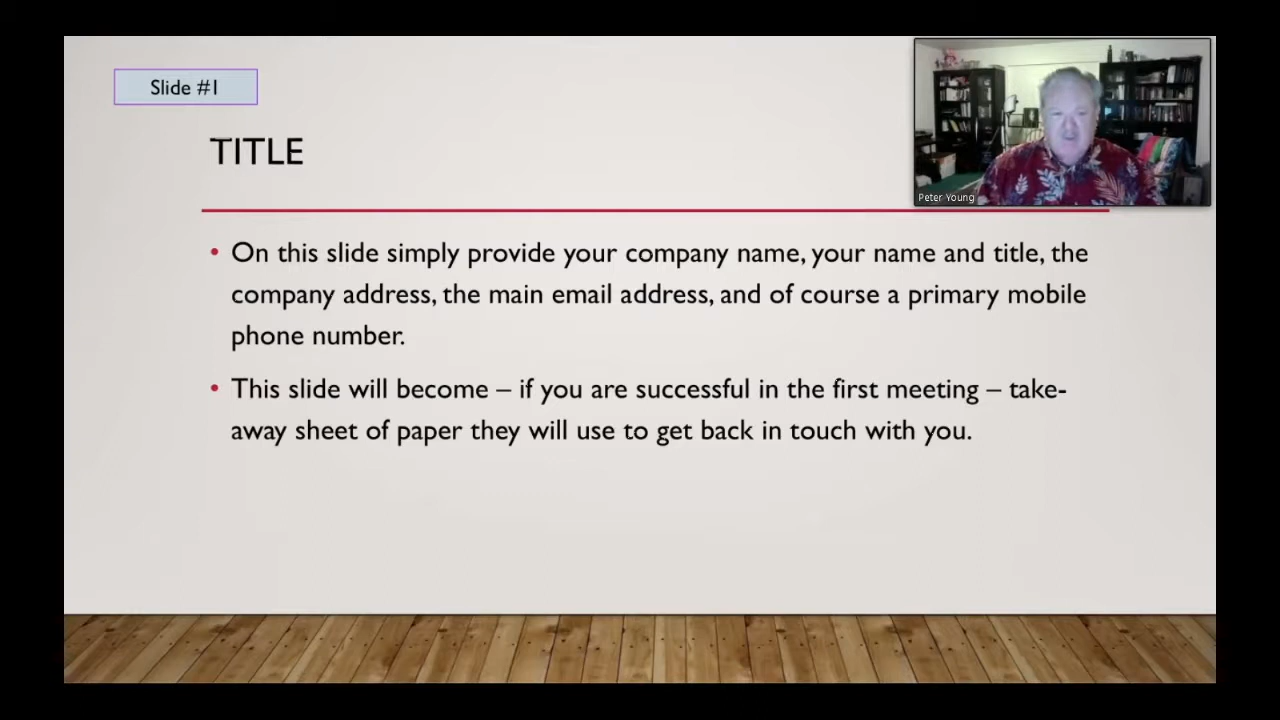 Slide #1
TITLE
Peter Young
• On this slide simply provide your company name, your name and title, the
company address, the main email address, and of course a primary mobile
phone number.
• This slide will become – if you are successful in the first meeting – take-
away sheet of paper they will use to get back in touch with you.